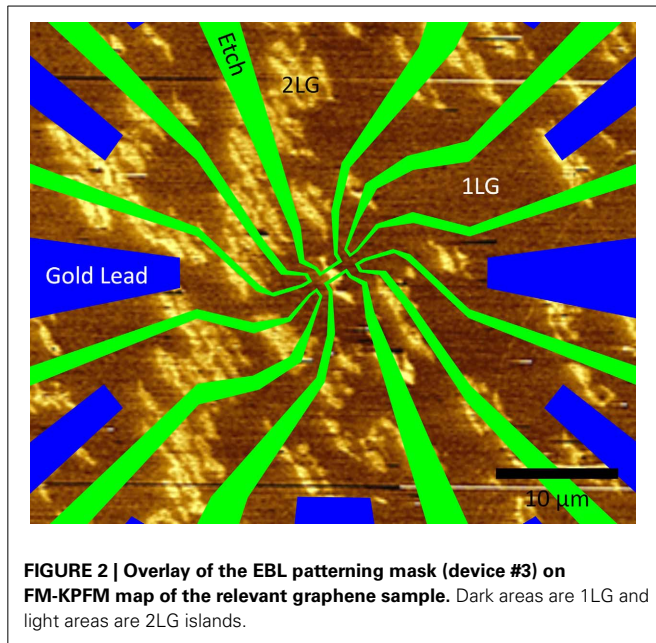 Etch
2LG
1LG
Gold Lead
10 µm
FIGURE 2 | Overlay of the EBL patterning mask (device #3) on
FM-KPFM map of the relevant graphene sample. Dark areas are 1LG and
light areas are 2LG islands.